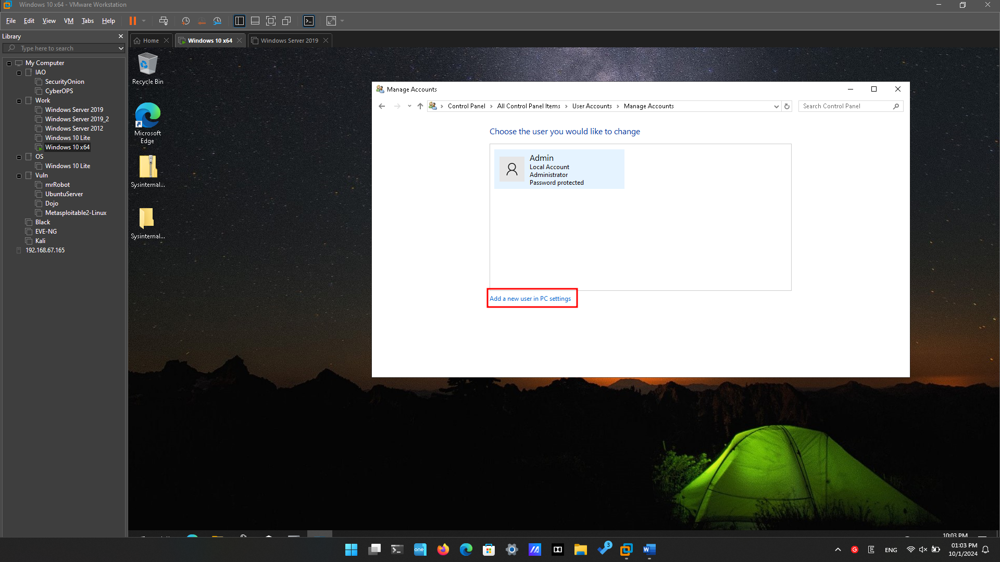 Windows 10 x64 - VMware Workstation
File Edit View VM Tabs Help
Library
Type here to search
My Computer
IAO
SecurityOnion
CyberOPS
Work
Windows Server 2019
Windows Server 2019_2
Windows Server 2012
Windows 10 Lite
Windows 10 x64
OS
Windows 10 Lite
Vuln
mrRobot
UbuntuServer
Dojo
Metasploitable2-Linux
Black
EVE-NG
Kali
192.168.67.165
Home Windows 10 x64 Windows Server 2019
Recycle Bin
Microsoft
Edge
Sysinternal...
Sysinternal...
Manage Accounts
Control Panel > All Control Panel Items > User Accounts > Manage Accounts
Search Control Panel
Choose the user you would like to change
Admin
Local Account
Administrator
Password protected
Add a new user in PC settings
10:03 PM
one
3
W
G
E
ENG
01:03 PM
10/1/2024